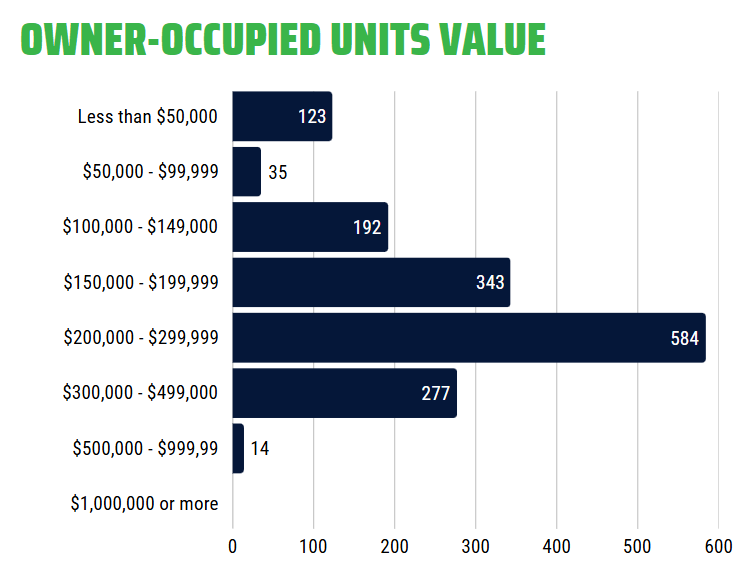 OWNER-OCCUPIED UNITS VALUE
Less than $50,000 123
$50,000 - $99,999 35
$100,000 - $149,000 192
$150,000 - $199,999 343
$200,000 - $299,999 584
$300,000 - $499,000 277
$500,000 - $999,99 14
$1,000,000 or more
0 100 200 300 400 500 600